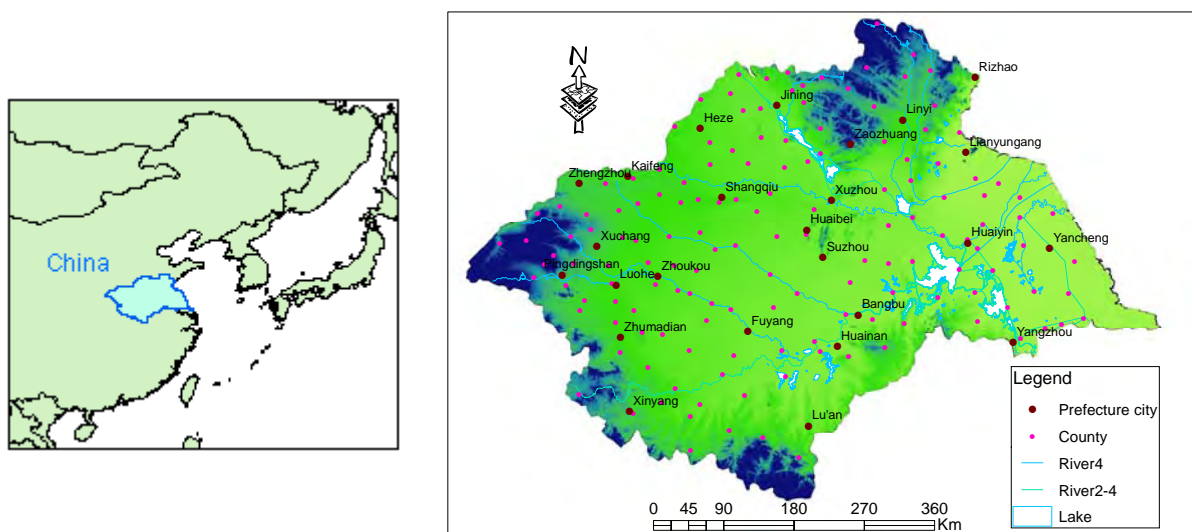 China
N
Rizhao
Jining
Linyi
Heze
Zaozhuang
Lianyungang
Kaifeng
Zhengzhou
Shangqiu
Xuzhou
Huaibei
Xuchang
Huaiyin
Yancheng
Suzhou
Pingdingshan
Zhoukou
Luohe
Bangbu
Zhumadian
Fuyang
Huainan
Yangzhou
Xinyang
Lu'an
Legend
Prefecture city
County
River4
River2-4
Lake
0 45 90 180 270 360
Km